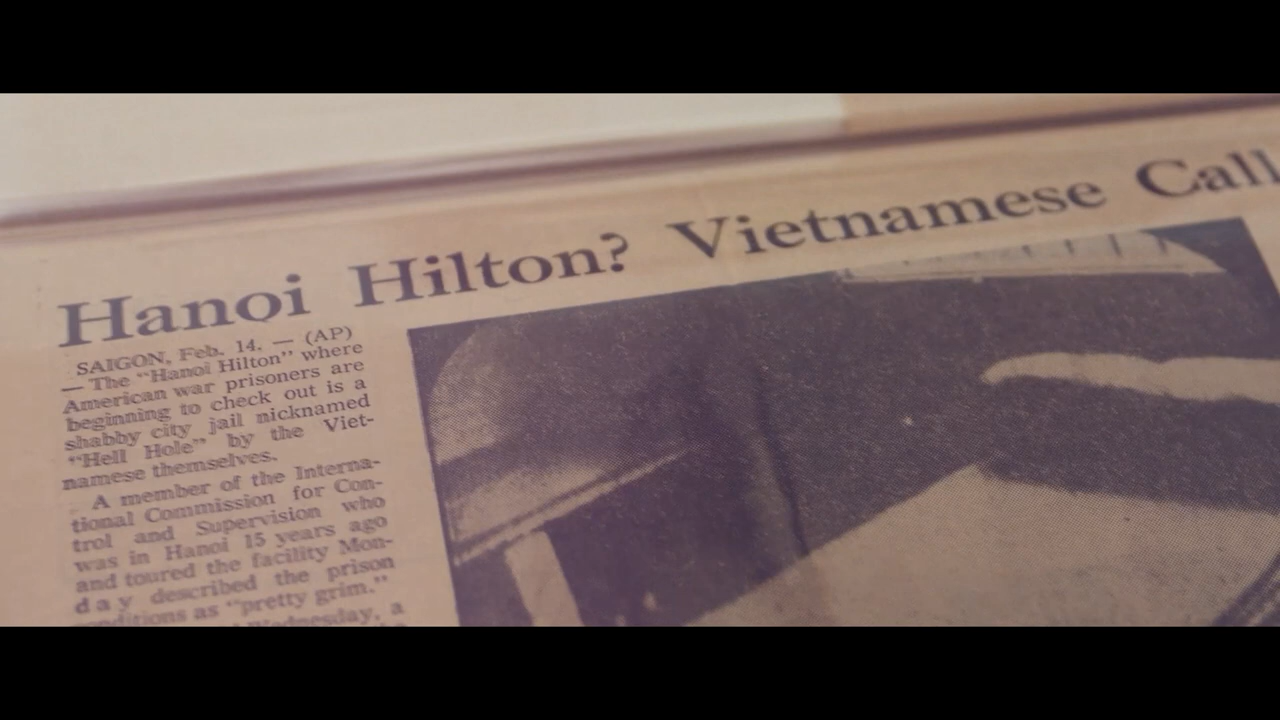 Hanoi Hilton? Vietnamese Call
SAIGON, Feb. 14. — (AP)
— The "Hanoi Hilton" where
American war prisoners are
beginning to check out is a
shabby city jail nicknamed
"Hell Hole" by the Viet-
namese themselves.
A member of the Interna-
tional Commission for Con-
trol and Supervision who
was in Hanoi 15 years ago
and toured the facility Mon-
day described the prison
as "pretty grim."
Wednesday, a